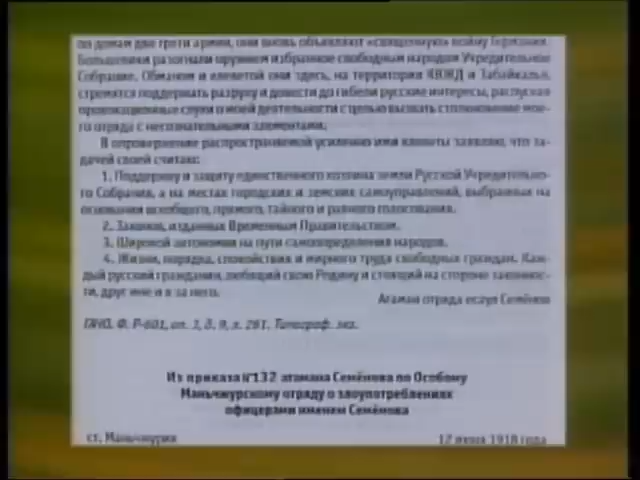 по домам две трети армии, они вновь объявляют «священную» войну Германии.
Большевики разогнали оружием избранное свободным народом Учредительное
Собрание. Обманом и клеветой они здесь, на территории КВЖД и Забайкалья,
стремятся поддержать разруху и довести до гибели русские интересы, распуская
провокационные слухи о моей деятельности с целью вызвать столкновение мое-
го отряда с несознательными элементами.
В опровержение распространяемой усиленно ими клеветы заявляю, что за-
дачей своей считаю:
1. Поддержку и защиту единственного хозяина земли Русской Учредительно-
го Собрания, а на местах городских и земских самоуправлений, выбранных на
основании всеобщего, прямого, тайного и равного голосования.
2. Законов, изданных Временным Правительством.
3. Широкой автономии на пути самоопределения народов.
4. Жизни, порядка, спокойствия и мирного труда свободных граждан. Каж-
дый русский гражданин, любящий свою Родину и стоящий на стороне законнос-
ти, друг мне и я за него.
Атаман отряда есаул Семёнов
ГАЧО. Ф. Р-601, оп. 1, д. 9, л. 281. Типограф. экз.
Из приказа №132 атамана Семёнова по Особому
Маньчжурскому отряду о злоупотреблениях
офицерами именем Семёнова
ст. Маньчжурия
12 июня 1918 года